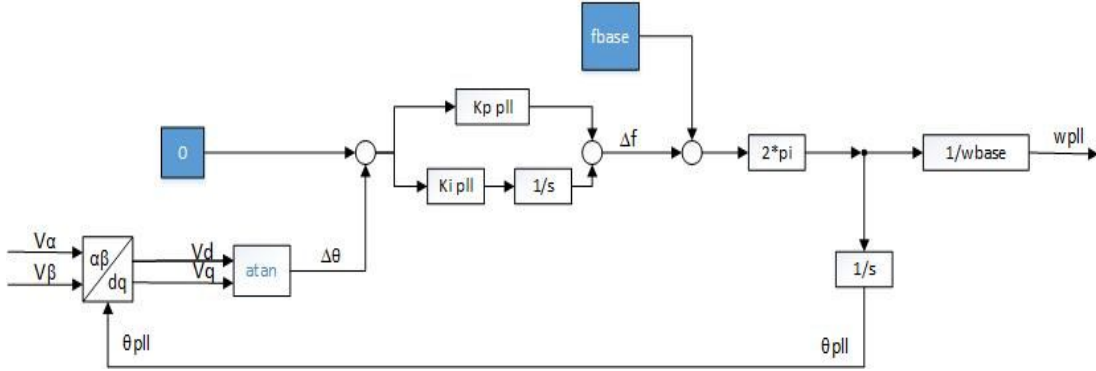 fbase
Kp pll
0
Δf
2*pi
1/wbase
wpll
Ki pll
1/s
Vα
Vβ
αβ
dq
Vd
Vq
atan
Δθ
1/s
θpll
θpll